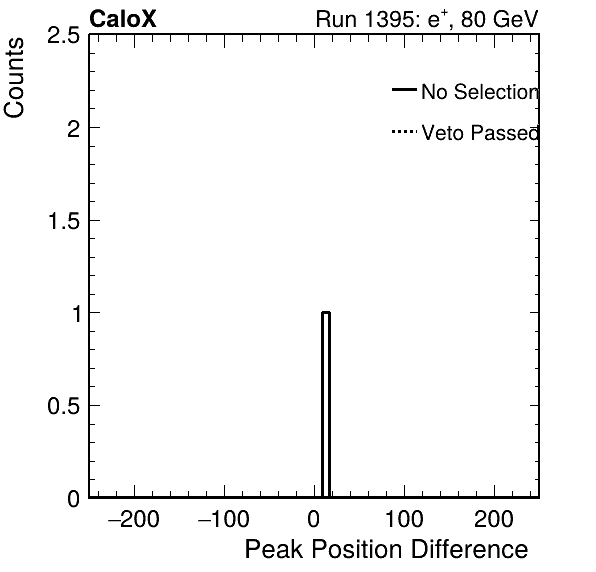 CaloX Run 1395: e⁺, 80 GeV
Counts
2.5
2
1.5
1
0.5
0
No Selection
Veto Passed
−200 −100 0 100 200
Peak Position Difference